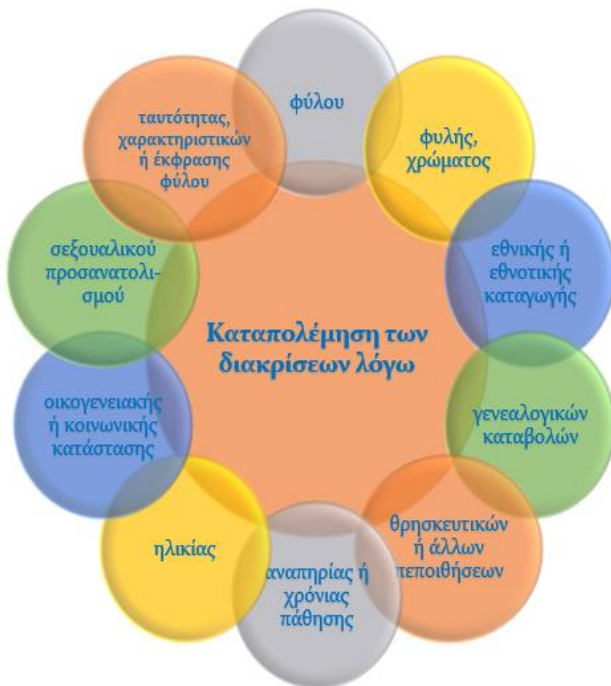 Καταπολέμηση των
διακρίσεων λόγω
φύλου
φυλής,
χρώματος
εθνικής ή
εθνοτικής
καταγωγής
γενεαλογικών
καταβολών
θρησκευτικών
ή άλλων
πεποιθήσεων
αναπηρίας ή
χρόνιας
πάθησης
ηλικίας
οικογενειακής
ή κοινωνικής
κατάστασης
σεξουαλικού
προσανατολι-
σμού
ταυτότητας,
χαρακτηριστικών
ή έκφρασης
φύλου